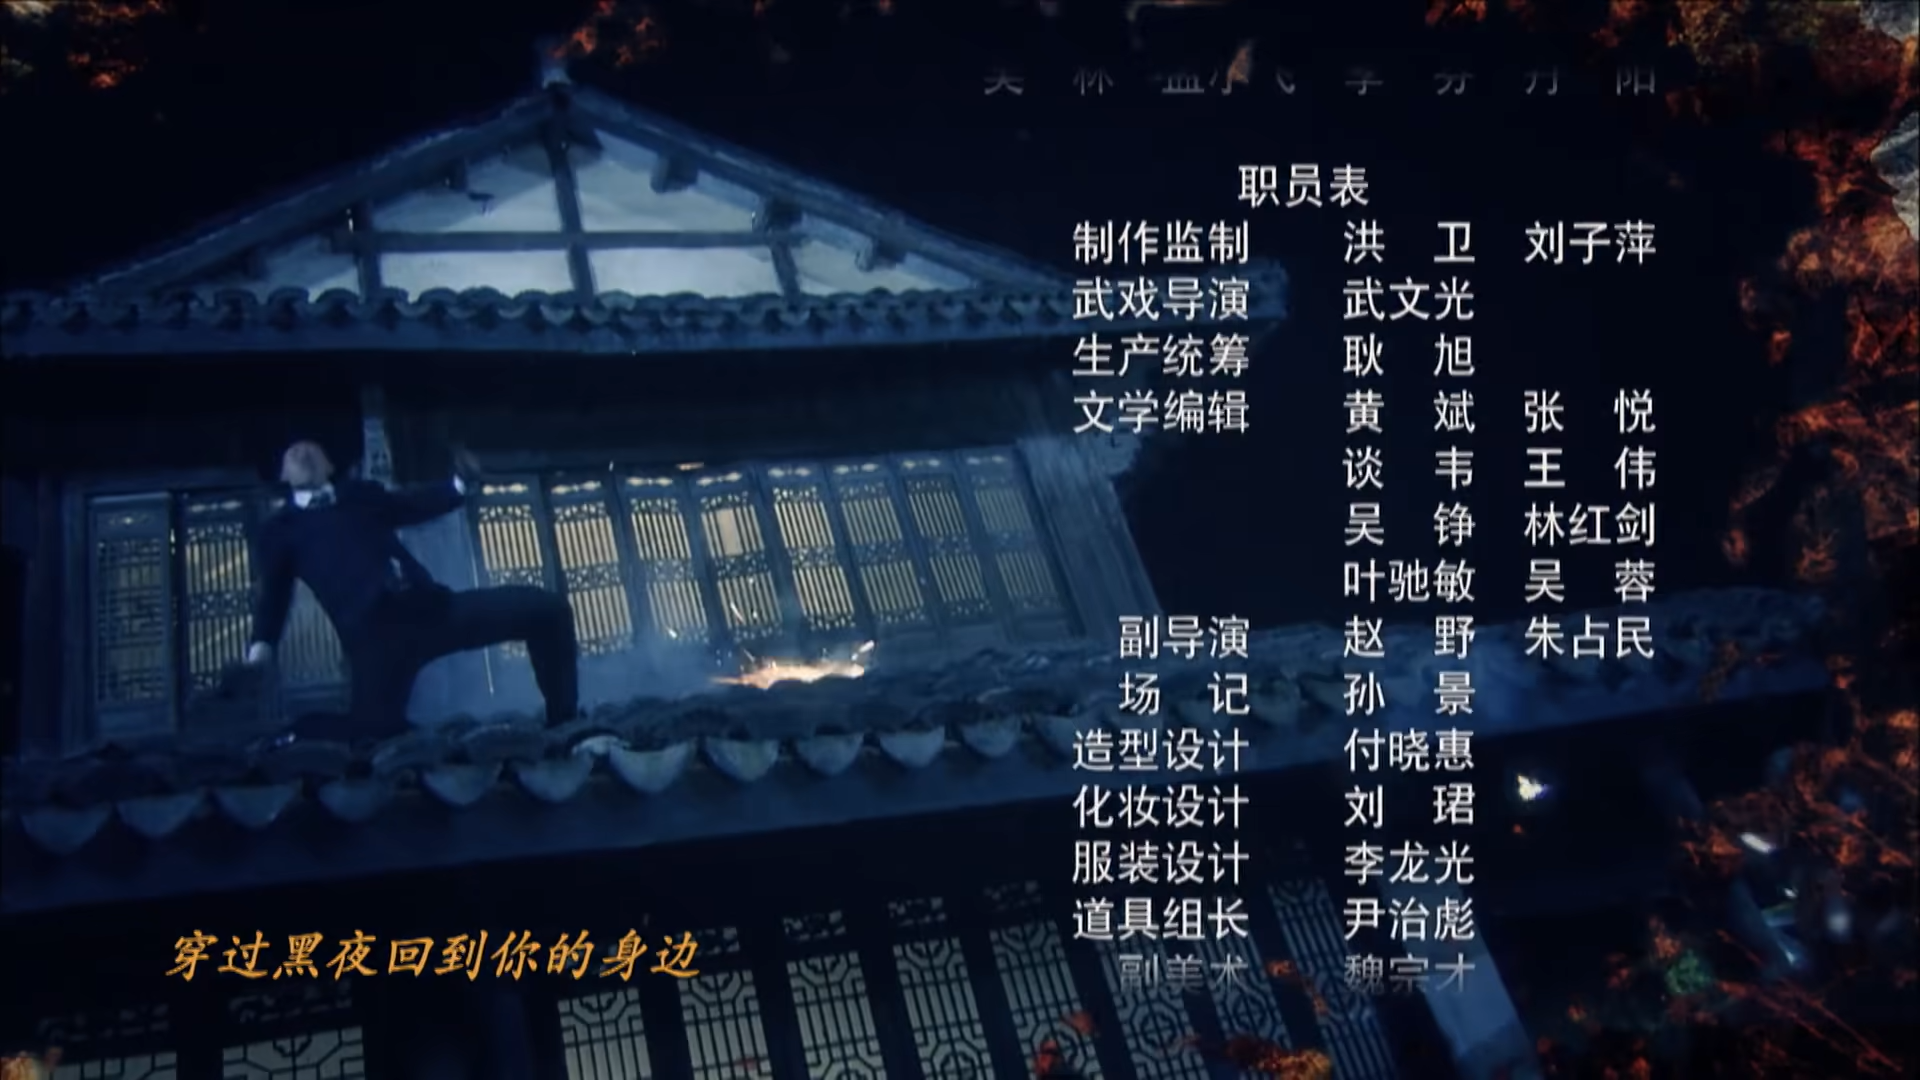 职员表
制作监制 洪 卫 刘子萍
武戏导演 武文光
生产统筹 耿 旭
文学编辑 黄 斌 张 悦
谈 韦 王 伟
吴 铮 林红剑
叶驰敏 吴 蓉
副导演 赵 野 朱占民
场 记 孙 景
造型设计 付晓惠
化妆设计 刘 珺
服装设计 李龙光
道具组长 尹治彪
副美术 魏宗才
穿过黑夜回到你的身边